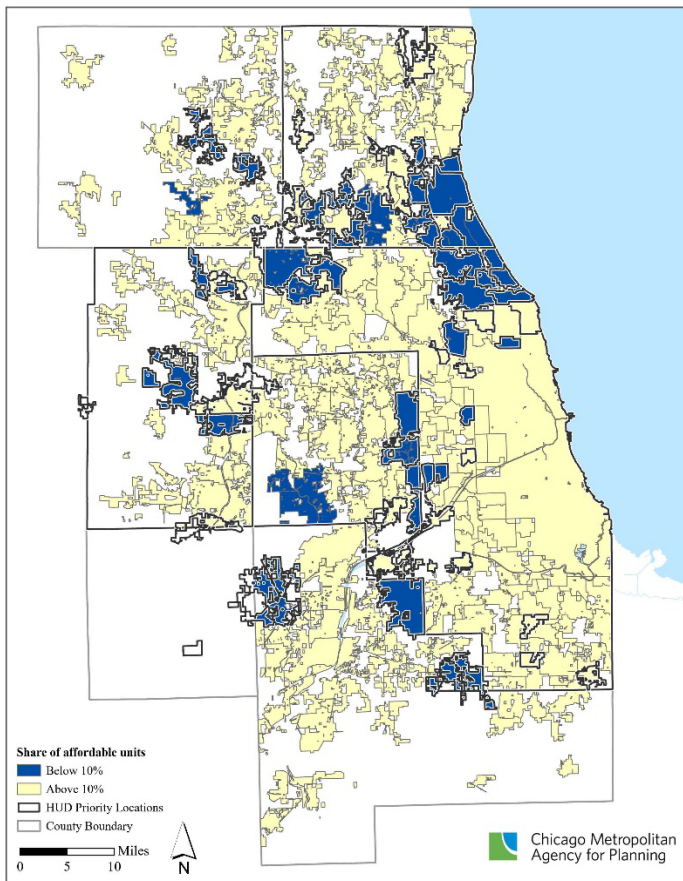 Share of affordable units
Below 10%
Above 10%
HUD Priority Locations
County Boundary
Miles
0 5 10
N
Chicago Metropolitan
Agency for Planning